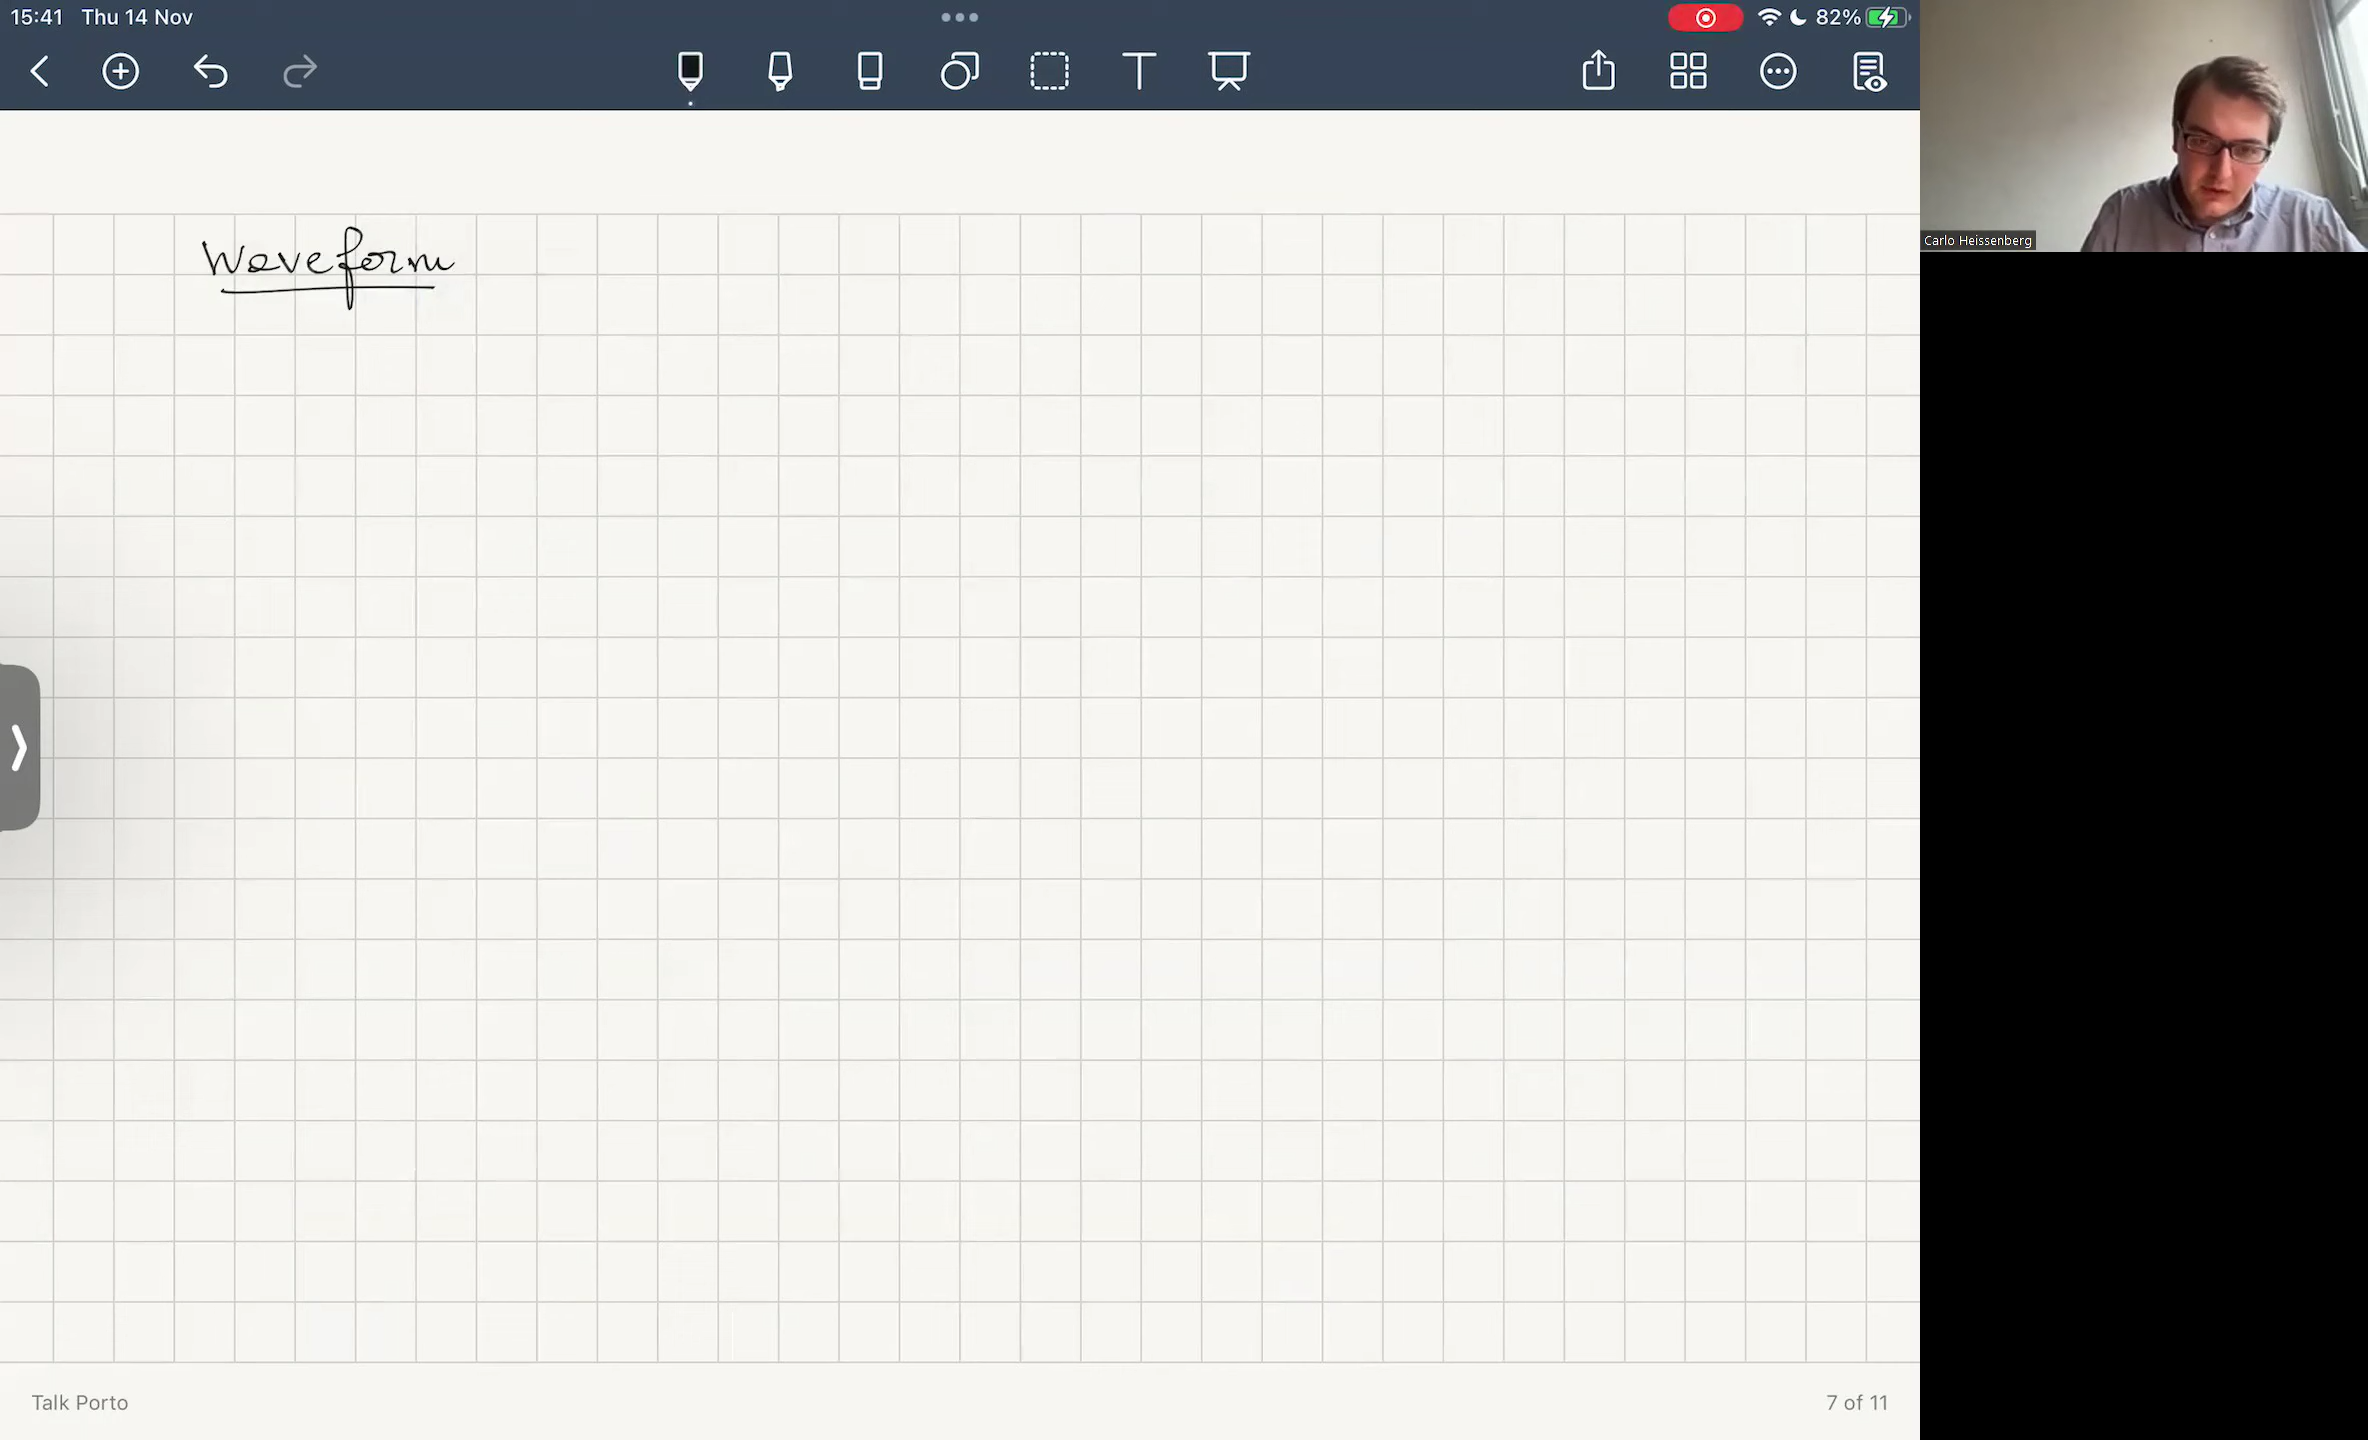 15:41 Thu 14 Nov
82%
T
Waveform
Carlo Heissenberg
Talk Porto
7 of 11